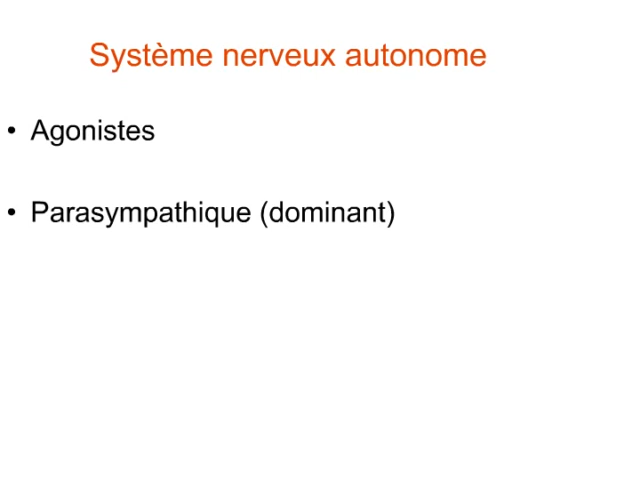 Système nerveux autonome
• Agonistes
• Parasympathique (dominant)